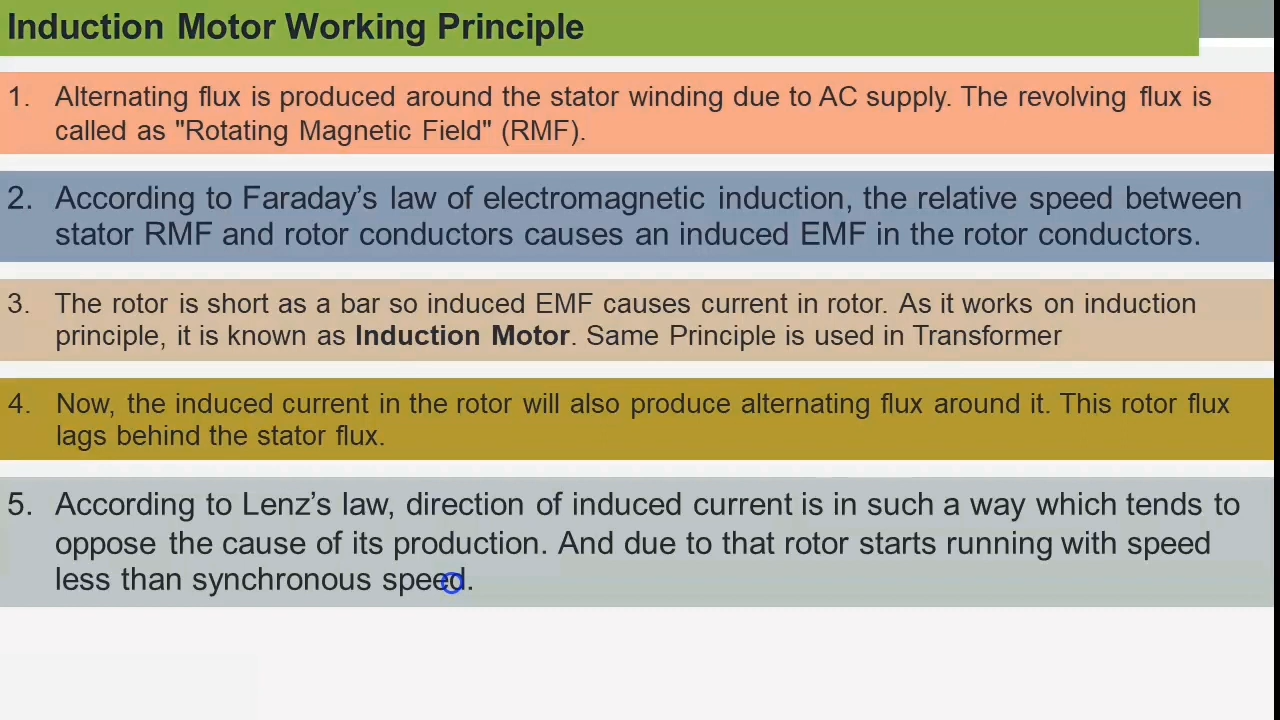 Induction Motor Working Principle
1. Alternating flux is produced around the stator winding due to AC supply. The revolving flux is
called as "Rotating Magnetic Field" (RMF).
2. According to Faraday's law of electromagnetic induction, the relative speed between
stator RMF and rotor conductors causes an induced EMF in the rotor conductors.
3. The rotor is short as a bar so induced EMF causes current in rotor. As it works on induction
principle, it is known as Induction Motor. Same Principle is used in Transformer
4. Now, the induced current in the rotor will also produce alternating flux around it. This rotor flux
lags behind the stator flux.
5. According to Lenz's law, direction of induced current is in such a way which tends to
oppose the cause of its production. And due to that rotor starts running with speed
less than synchronous speed.